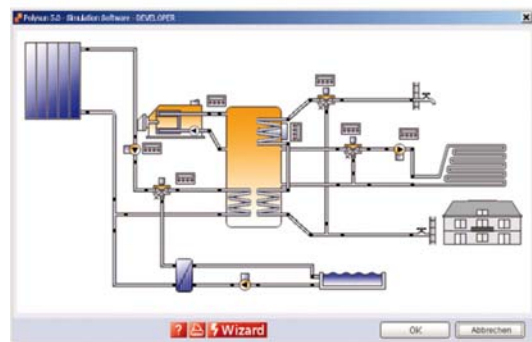 Polysun 5.0 - Simulation Software - DEVELOPER
? Wizard
OK
Abbrechen